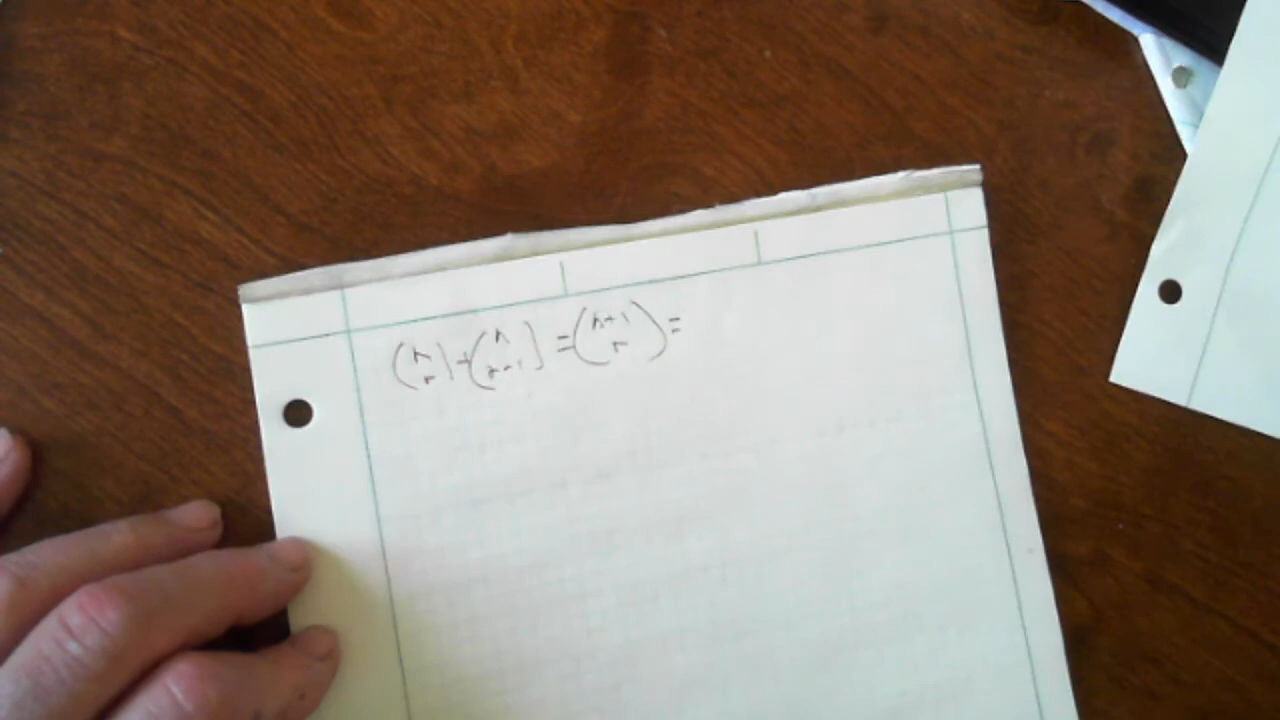 (n r) + (n r-1) = (n+1 r) =